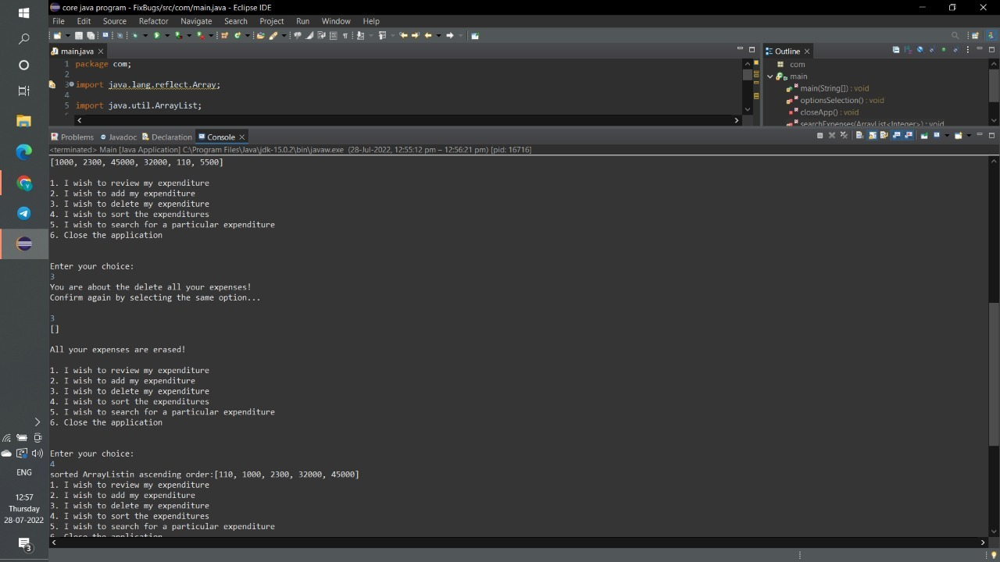 core java program - FixBugs/src/com/main.java - Eclipse IDE
File Edit Source Refactor Navigate Search Project Run Window Help
main.java
Outline
1 package com;
2
3 import java.lang.reflect.Array;
4
5 import java.util.ArrayList;
com
main
main(String[]) : void
optionsSelection() : void
closeApp() : void
searchExpenses(ArrayList<Integer>) : void
Problems Javadoc Declaration Console
<terminated> Main [Java Application] C:\Program Files\Java\jdk-15.0.2\bin\javaw.exe (28-Jul-2022, 12:55:12 pm – 12:56:21 pm) [pid: 16716]
[1000, 2300, 45000, 32000, 110, 5500]
1. I wish to review my expenditure
2. I wish to add my expenditure
3. I wish to delete my expenditure
4. I wish to sort the expenditures
5. I wish to search for a particular expenditure
6. Close the application
Enter your choice:
3
You are about the delete all your expenses!
Confirm again by selecting the same option...
3
[]
All your expenses are erased!
1. I wish to review my expenditure
2. I wish to add my expenditure
3. I wish to delete my expenditure
4. I wish to sort the expenditures
5. I wish to search for a particular expenditure
6. Close the application
Enter your choice:
4
sorted ArrayListin ascending order:[110, 1000, 2300, 32000, 45000]
1. I wish to review my expenditure
2. I wish to add my expenditure
3. I wish to delete my expenditure
4. I wish to sort the expenditures
5. I wish to search for a particular expenditure
6. Close the application
ENG
12:57
Thursday
28-07-2022
3